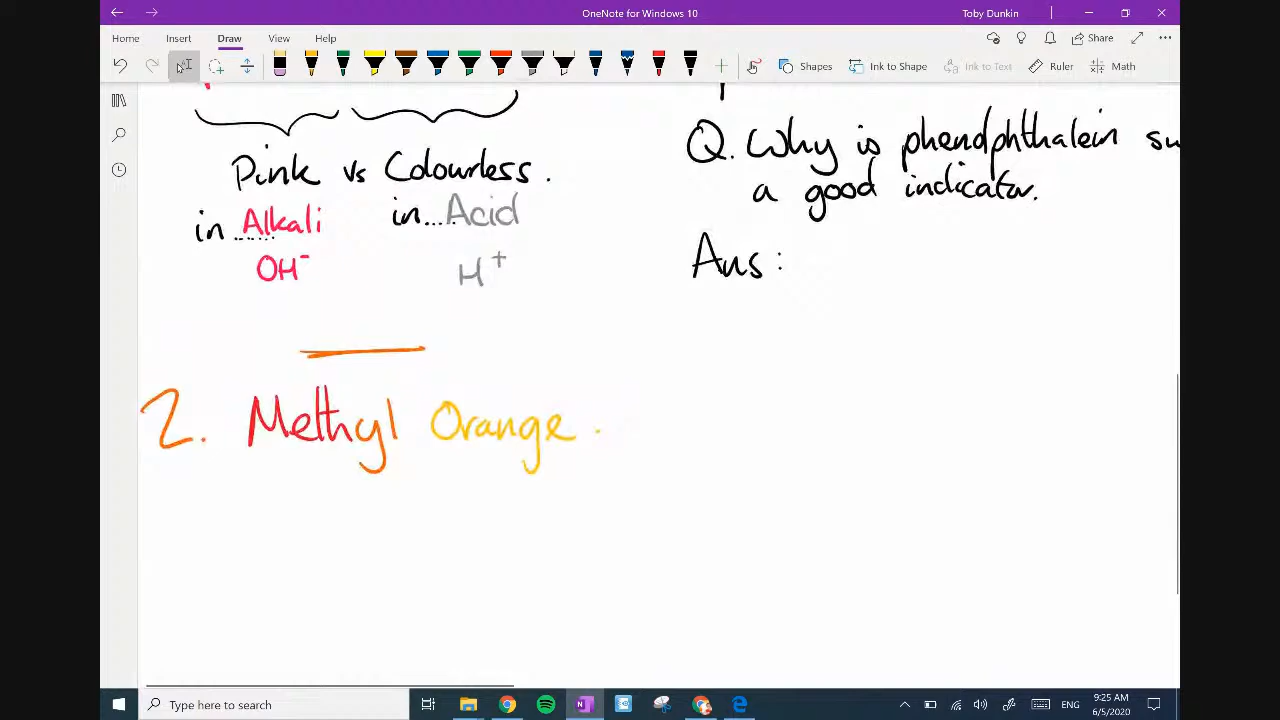 OneNote for Windows 10
Toby Dunkin
Home Insert Draw View Help
Share
Shapes Ink to Shape Ink to Text Ruler Math
Pink vs Colourless.
in Alkali
in....Acid
OH⁻
H⁺
Q. Why is phenolphthalein su
a good indicator.
Ans:
2. Methyl Orange.
Type here to search
ENG
9:25 AM
6/5/2020